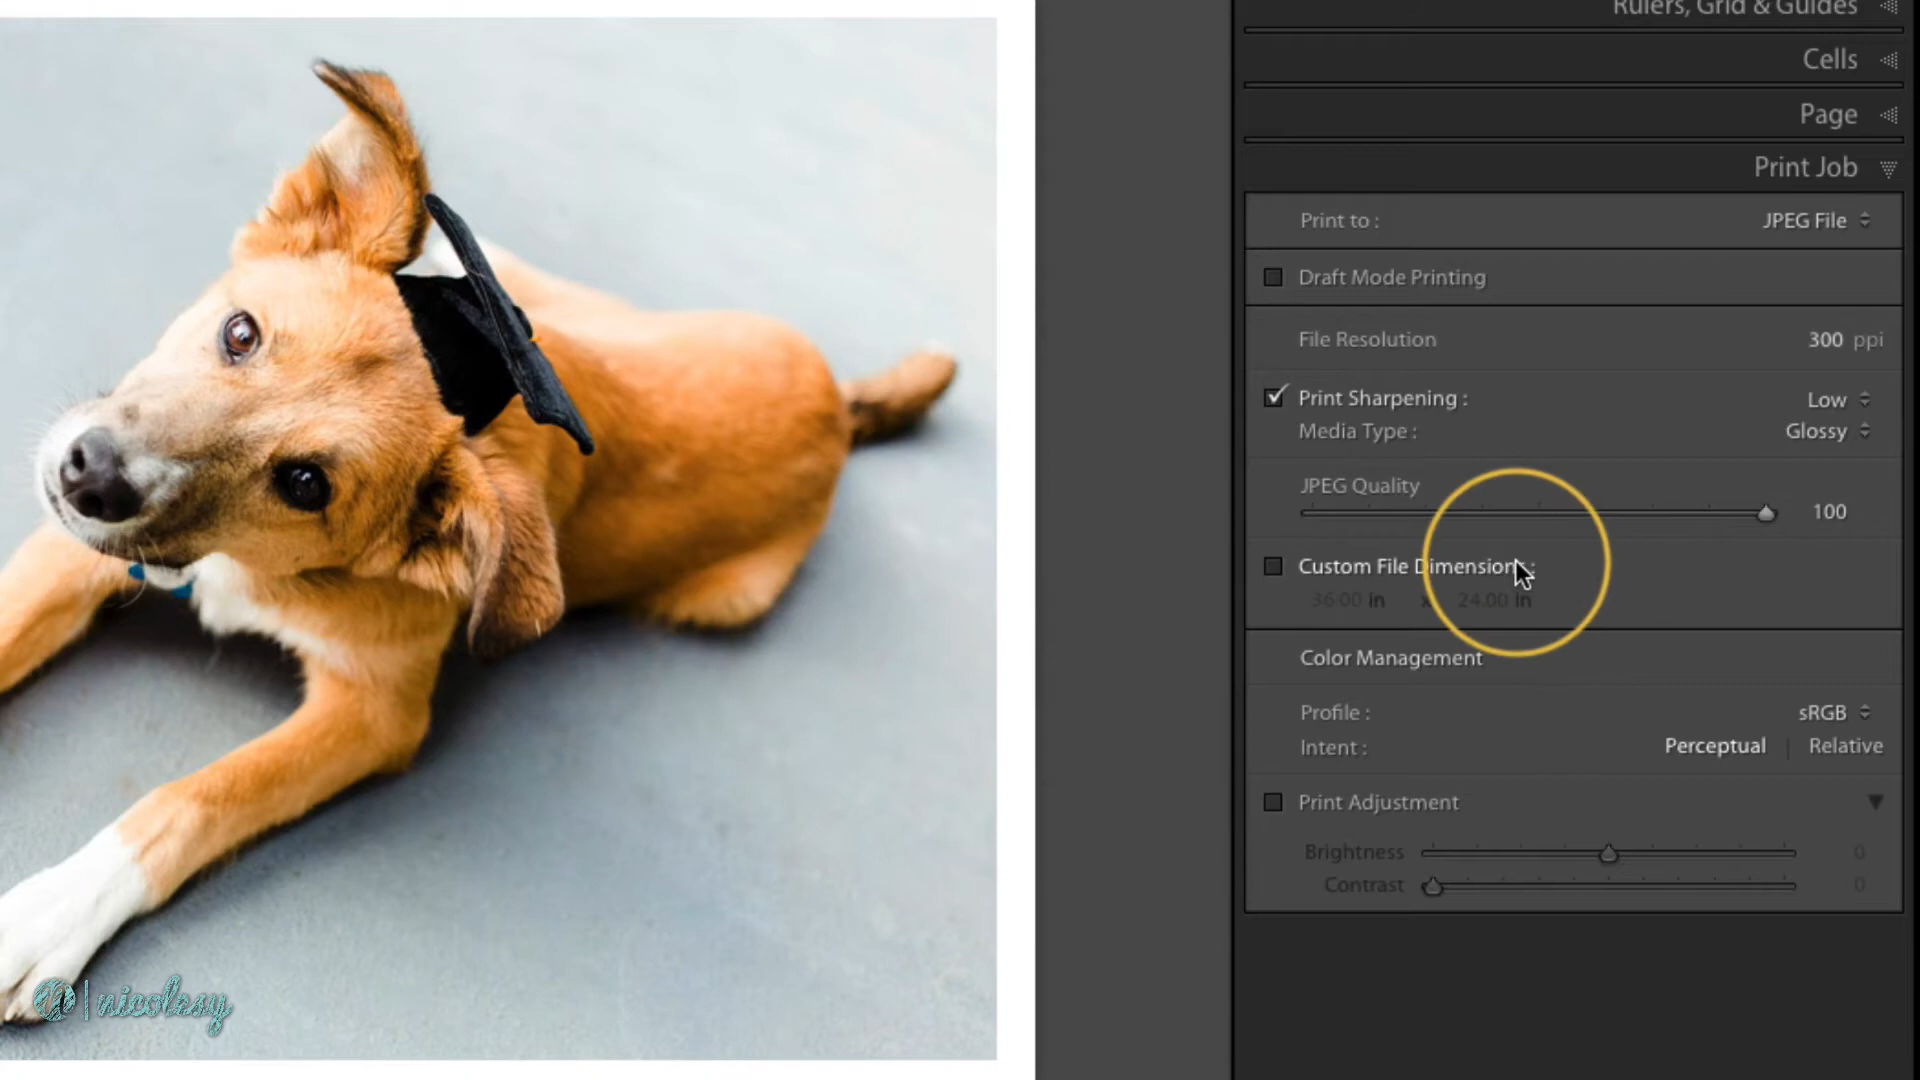 Rulers, Grid & Guides
Cells
Page
Print Job
Print to : JPEG File
Draft Mode Printing
File Resolution 300 ppi
Print Sharpening : Low
Media Type : Glossy
JPEG Quality
100
Custom File Dimensions :
36.00 in x 24.00 in
Color Management
Profile : sRGB
Intent : Perceptual | Relative
Print Adjustment
Brightness 0
Contrast 0
nicolesy